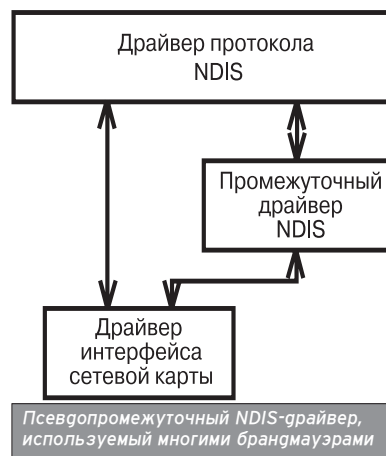 Драйвер протокола
NDIS
Промежуточный
драйвер
NDIS
Драйвер
интерфейса
сетевой карты
Псевдопромежуточный NDIS-драйвер,
используемый многими брандмауэрами